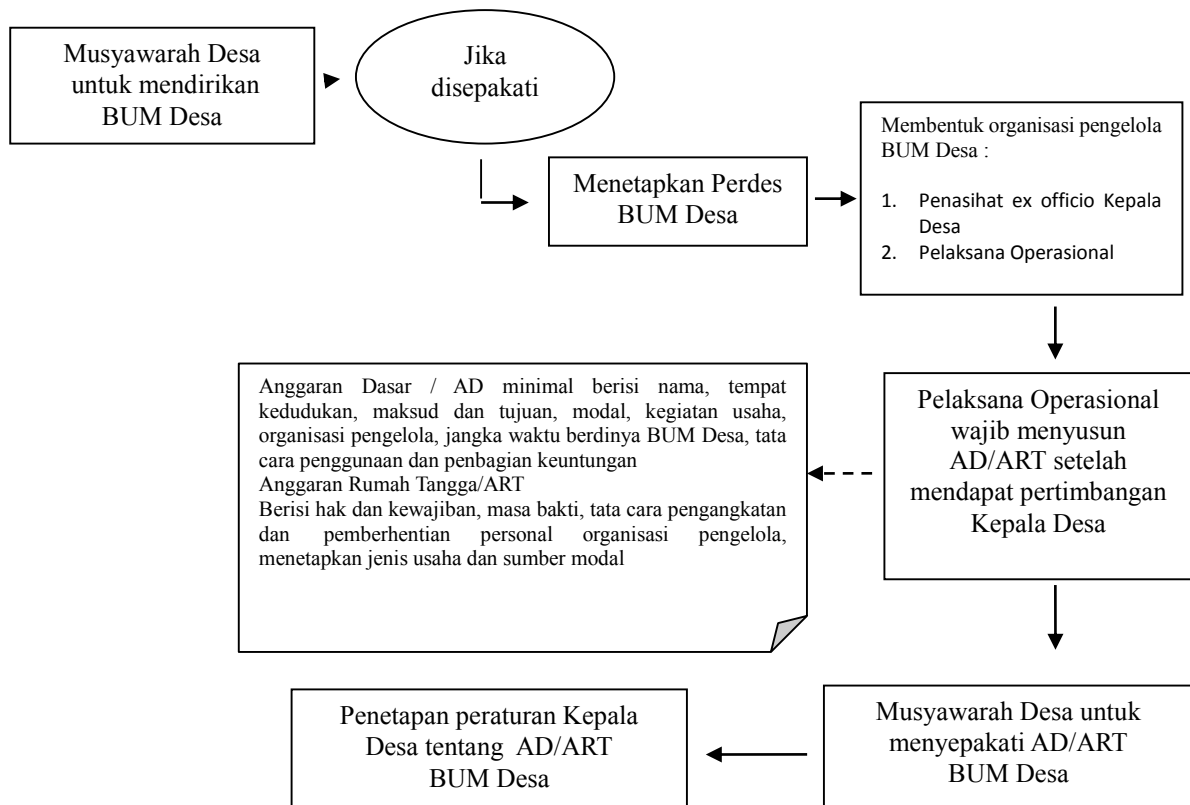 Musyawarah Desa
untuk mendirikan
BUM Desa
Jika
disepakati
Menetapkan Perdes
BUM Desa
Membentuk organisasi pengelola
BUM Desa :
1. Penasihat ex officio Kepala
Desa
2. Pelaksana Operasional
Pelaksana Operasional
wajib menyusun
AD/ART setelah
mendapat pertimbangan
Kepala Desa
Anggaran Dasar / AD minimal berisi nama, tempat
kedudukan, maksud dan tujuan, modal, kegiatan usaha,
organisasi pengelola, jangka waktu berdinya BUM Desa, tata
cara penggunaan dan penbagian keuntungan
Anggaran Rumah Tangga/ART
Berisi hak dan kewajiban, masa bakti, tata cara pengangkatan
dan pemberhentian personal organisasi pengelola,
menetapkan jenis usaha dan sumber modal
Musyawarah Desa untuk
menyepakati AD/ART
BUM Desa
Penetapan peraturan Kepala
Desa tentang AD/ART
BUM Desa